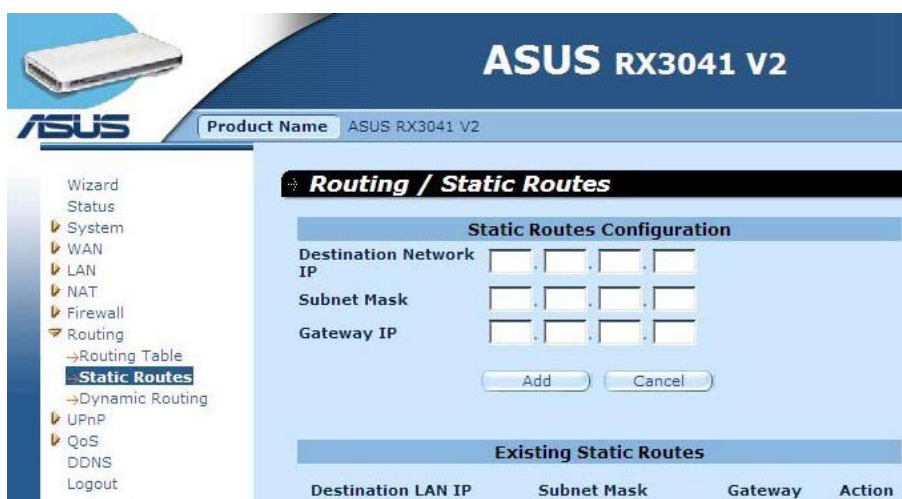 ASUS RX3041 V2
ASUS
Product Name ASUS RX3041 V2
Wizard
Status
System
WAN
LAN
NAT
Firewall
Routing
→Routing Table
→Static Routes
→Dynamic Routing
UPnP
QoS
DDNS
Logout
Routing / Static Routes
Static Routes Configuration
Destination Network
IP
. . .
Subnet Mask
. . .
Gateway IP
. . .
Add Cancel
Existing Static Routes
Destination LAN IP Subnet Mask Gateway Action